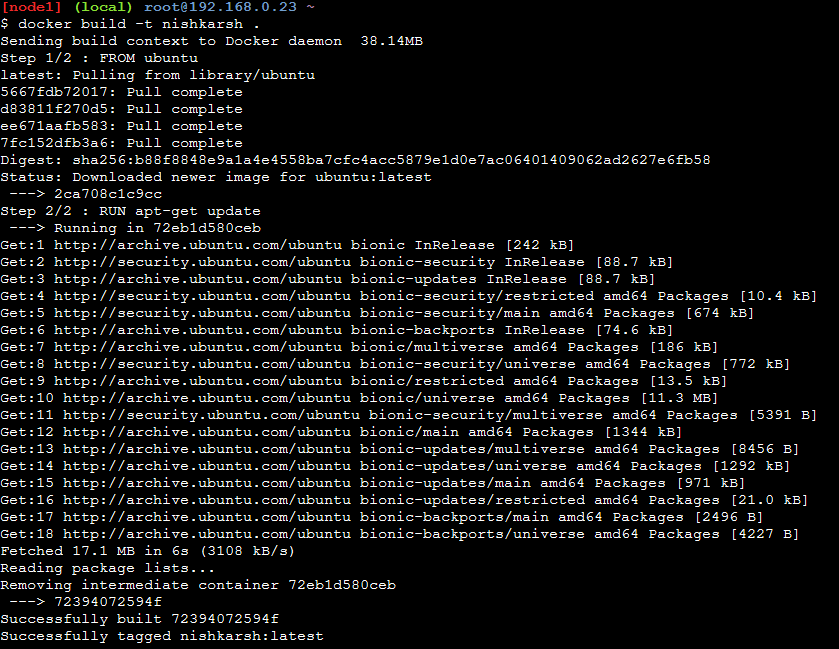 [node1] (local) root@192.168.0.23 ~
$ docker build -t nishkarsh .
Sending build context to Docker daemon  38.14MB
Step 1/2 : FROM ubuntu
latest: Pulling from library/ubuntu
5667fdb72017: Pull complete
d83811f270d5: Pull complete
ee671aafb583: Pull complete
7fc152dfb3a6: Pull complete
Digest: sha256:b88f8848e9a1a4e4558ba7cfc4acc5879e1d0e7ac06401409062ad2627e6fb58
Status: Downloaded newer image for ubuntu:latest
 ---> 2ca708c1c9cc
Step 2/2 : RUN apt-get update
 ---> Running in 72eb1d580ceb
Get:1 http://archive.ubuntu.com/ubuntu bionic InRelease [242 kB]
Get:2 http://security.ubuntu.com/ubuntu bionic-security InRelease [88.7 kB]
Get:3 http://archive.ubuntu.com/ubuntu bionic-updates InRelease [88.7 kB]
Get:4 http://security.ubuntu.com/ubuntu bionic-security/restricted amd64 Packages [10.4 kB]
Get:5 http://security.ubuntu.com/ubuntu bionic-security/main amd64 Packages [674 kB]
Get:6 http://archive.ubuntu.com/ubuntu bionic-backports InRelease [74.6 kB]
Get:7 http://archive.ubuntu.com/ubuntu bionic/multiverse amd64 Packages [186 kB]
Get:8 http://security.ubuntu.com/ubuntu bionic-security/universe amd64 Packages [772 kB]
Get:9 http://archive.ubuntu.com/ubuntu bionic/restricted amd64 Packages [13.5 kB]
Get:10 http://archive.ubuntu.com/ubuntu bionic/universe amd64 Packages [11.3 MB]
Get:11 http://security.ubuntu.com/ubuntu bionic-security/multiverse amd64 Packages [5391 B]
Get:12 http://archive.ubuntu.com/ubuntu bionic/main amd64 Packages [1344 kB]
Get:13 http://archive.ubuntu.com/ubuntu bionic-updates/multiverse amd64 Packages [8456 B]
Get:14 http://archive.ubuntu.com/ubuntu bionic-updates/universe amd64 Packages [1292 kB]
Get:15 http://archive.ubuntu.com/ubuntu bionic-updates/main amd64 Packages [971 kB]
Get:16 http://archive.ubuntu.com/ubuntu bionic-updates/restricted amd64 Packages [21.0 kB]
Get:17 http://archive.ubuntu.com/ubuntu bionic-backports/main amd64 Packages [2496 B]
Get:18 http://archive.ubuntu.com/ubuntu bionic-backports/universe amd64 Packages [4227 B]
Fetched 17.1 MB in 6s (3108 kB/s)
Reading package lists...
Removing intermediate container 72eb1d580ceb
 ---> 72394072594f
Successfully built 72394072594f
Successfully tagged nishkarsh:latest